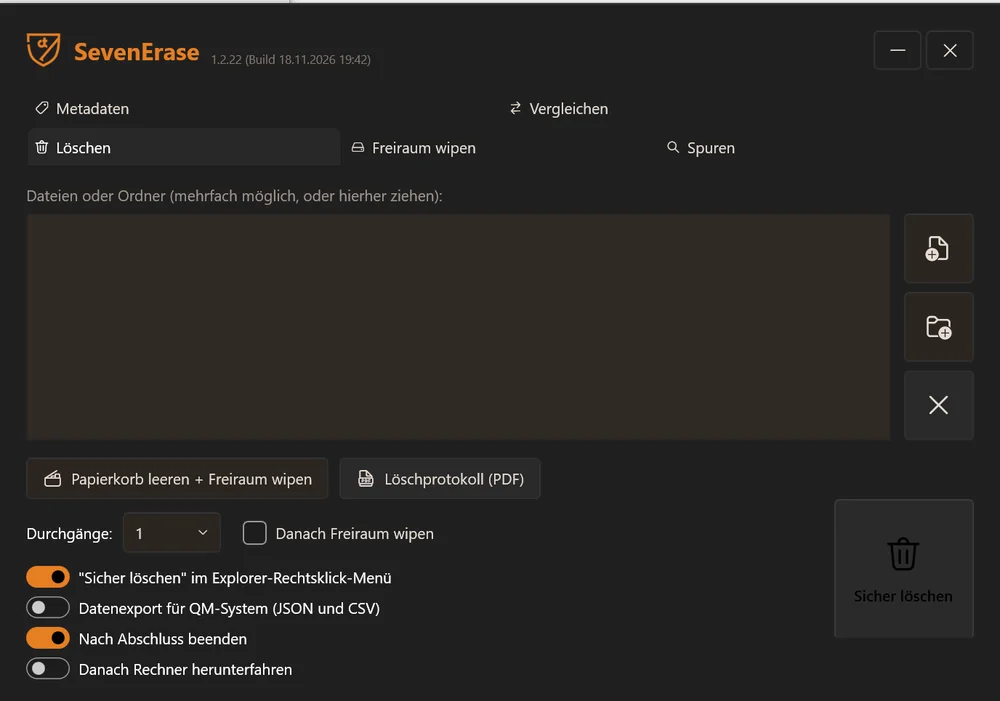 SevenErase 1.2.22 (Build 18.11.2026 19:42)
Metadaten
Vergleichen
Löschen
Freiraum wipen
Spuren
Dateien oder Ordner (mehrfach möglich, oder hierher ziehen):
Papierkorb leeren + Freiraum wipen
Löschprotokoll (PDF)
Durchgänge: 1
Danach Freiraum wipen
"Sicher löschen" im Explorer-Rechtsklick-Menü
Datenexport für QM-System (JSON und CSV)
Nach Abschluss beenden
Danach Rechner herunterfahren
Sicher löschen